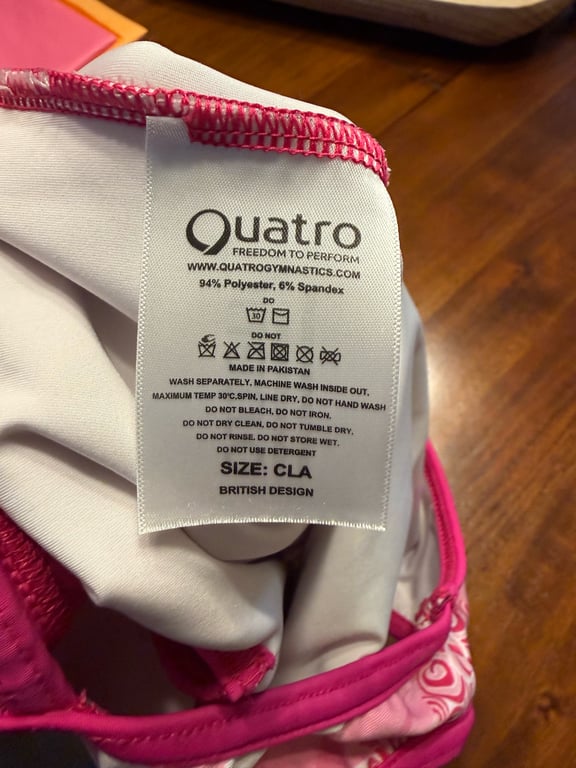 Quatro
FREEDOM TO PERFORM
WWW.QUATROGYMNASTICS.COM
94% Polyester, 6% Spandex
DO
30
DO NOT
MADE IN PAKISTAN
WASH SEPARATELY, MACHINE WASH INSIDE OUT,
MAXIMUM TEMP 30°C,SPIN, LINE DRY, DO NOT HAND WASH
DO NOT BLEACH, DO NOT IRON.
DO NOT DRY CLEAN, DO NOT TUMBLE DRY,
DO NOT RINSE. DO NOT STORE WET.
DO NOT USE DETERGENT
SIZE: CLA
BRITISH DESIGN